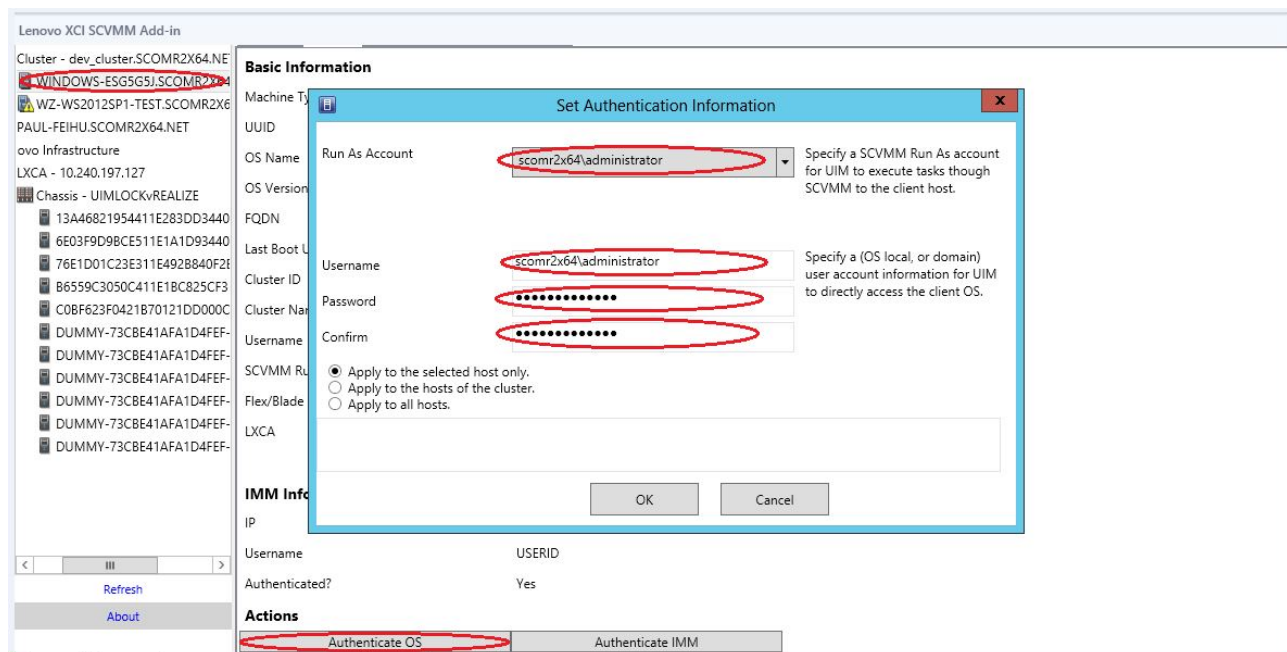 Lenovo XCI SCVMM Add-in
Cluster - dev_cluster.SCOMR2X64.NE
WINDOWS-ESG5G5J.SCOMR2X64
WZ-WS2012SP1-TEST.SCOMR2X6
PAUL-FEIHU.SCOMR2X64.NET
ovo Infrastructure
LXCA - 10.240.197.127
Chassis - UIMLOCKvREALIZE
13A46821954411E283DD3440
6E03F9D9BCE511E1A1D93440
76E1D01C23E311E492B840F2E
B6559C3050C411E1BC825CF3
C0BF623F0421B70121DD000C
DUMMY-73CBE41AFA1D4FEF-
DUMMY-73CBE41AFA1D4FEF-
DUMMY-73CBE41AFA1D4FEF-
DUMMY-73CBE41AFA1D4FEF-
DUMMY-73CBE41AFA1D4FEF-
DUMMY-73CBE41AFA1D4FEF-
Refresh
About
Basic Information
Machine Ty
UUID
OS Name
OS Version
FQDN
Last Boot U
Cluster ID
Cluster Nar
Username
SCVMM Ru
Flex/Blade
LXCA
Set Authentication Information
x
Run As Account
scomr2x64\administrator
Specify a SCVMM Run As account
for UIM to execute tasks though
SCVMM to the client host.
Username
scomr2x64\administrator
Specify a (OS local, or domain)
user account information for UIM
to directly access the client OS.
Password
•••••••••••••
Confirm
•••••••••••••
Apply to the selected host only.
Apply to the hosts of the cluster.
Apply to all hosts.
OK Cancel
IMM Info
IP
Username USERID
Authenticated? Yes
Actions
Authenticate OS Authenticate IMM